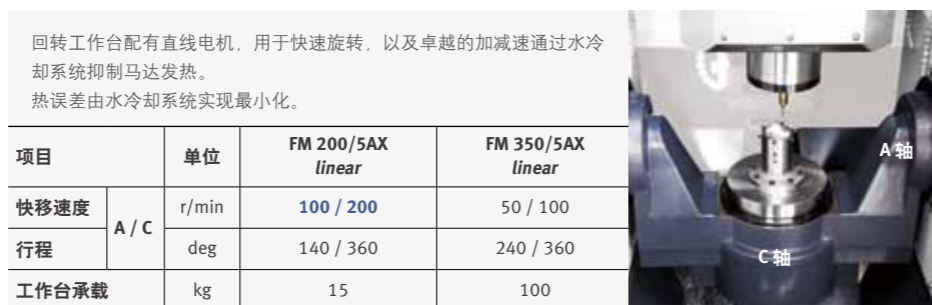 回转工作台配有直线电机，用于快速旋转，以及卓越的加减速通过水冷
却系统抑制马达发热。
热误差由水冷却系统实现最小化。
项目 单位 FM 200/5AX linear FM 350/5AX linear
快移速度 A / C r/min 100 / 200 50 / 100
行程 deg 140 / 360 240 / 360
工作台承载 kg 15 100
A 轴
C 轴